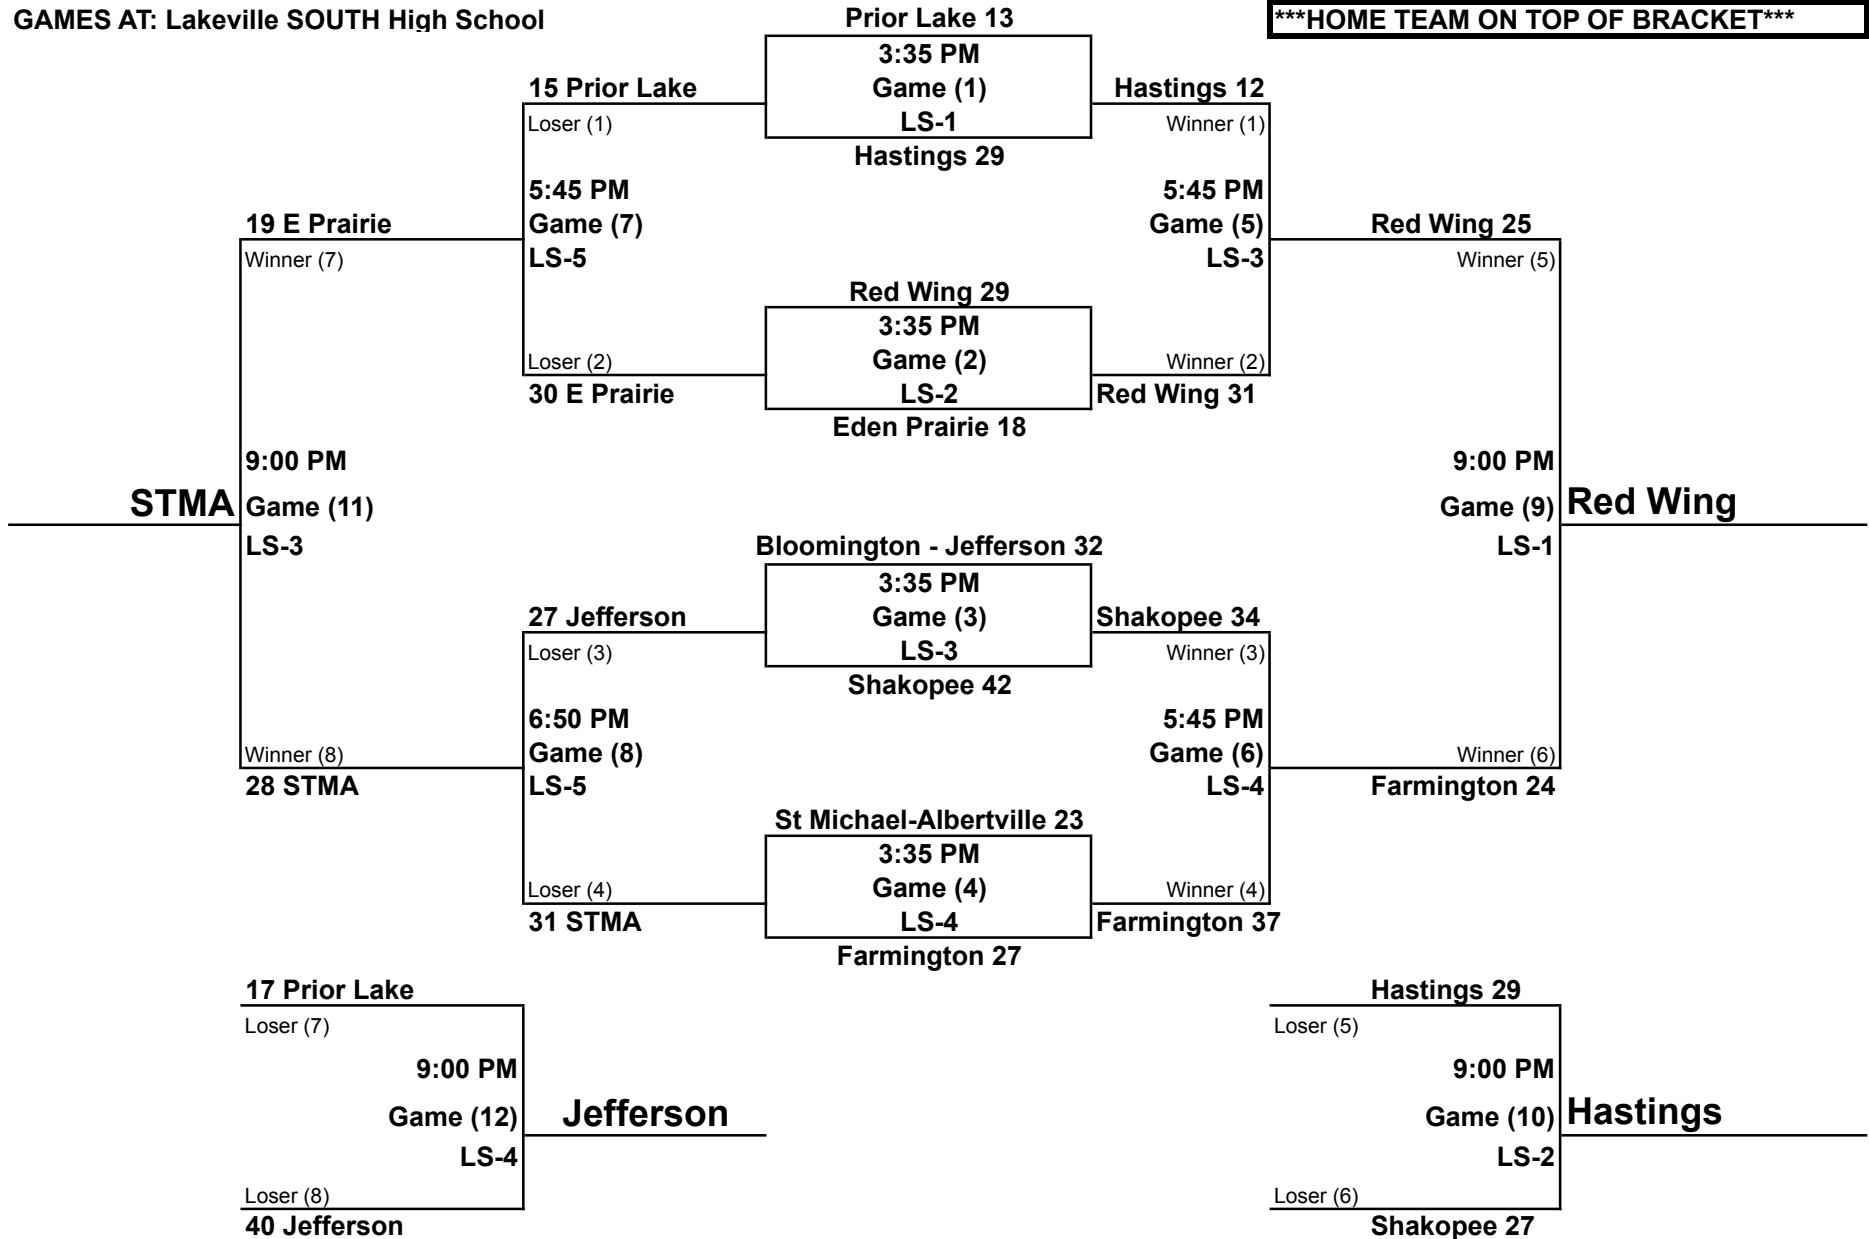 GAMES AT: Lakeville SOUTH High School
Prior Lake 13
***HOME TEAM ON TOP OF BRACKET***
3:35 PM
15 Prior Lake
Game (1)
Hastings 12
Loser (1)
LS-1
Winner (1)
Hastings 29
5:45 PM
5:45 PM
19 E Prairie
Game (7)
Game (5)
Red Wing 25
Winner (7)
LS-5
LS-3
Winner (5)
Red Wing 29
3:35 PM
Loser (2)
Game (2)
Winner (2)
30 E Prairie
LS-2
Red Wing 31
Eden Prairie 18
9:00 PM
9:00 PM
STMA
Game (11)
Game (9)
Red Wing
LS-3
Bloomington - Jefferson 32
LS-1
3:35 PM
27 Jefferson
Game (3)
Shakopee 34
Loser (3)
LS-3
Winner (3)
Shakopee 42
6:50 PM
5:45 PM
Winner (8)
Game (8)
Game (6)
Winner (6)
28 STMA
LS-5
LS-4
Farmington 24
St Michael-Albertville 23
3:35 PM
Loser (4)
Game (4)
Winner (4)
31 STMA
LS-4
Farmington 37
Farmington 27
17 Prior Lake
Hastings 29
Loser (7)
Loser (5)
9:00 PM
9:00 PM
Game (12)
Jefferson
Game (10)
Hastings
LS-4
LS-2
Loser (8)
Loser (6)
40 Jefferson
Shakopee 27